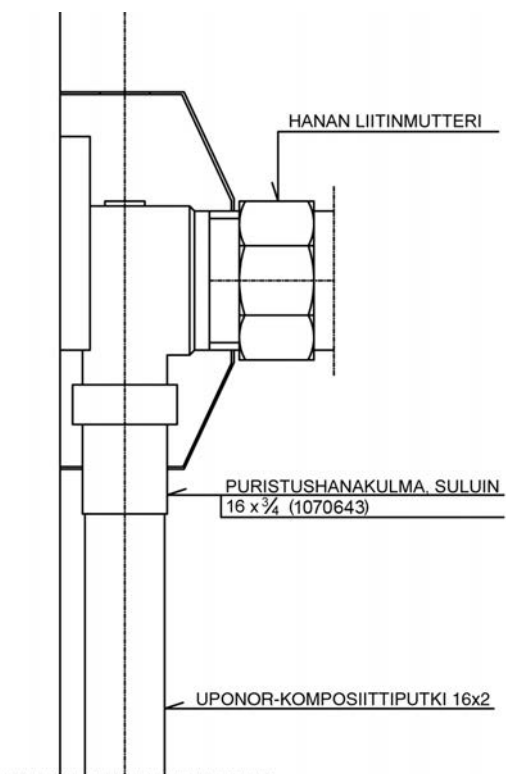 HANAN LIITINMUTTERI
PURISTUSHANAKULMA, SULUIN
16 x ¾ (1070643)
UPONOR-KOMPOSIITTIPUTKI 16x2